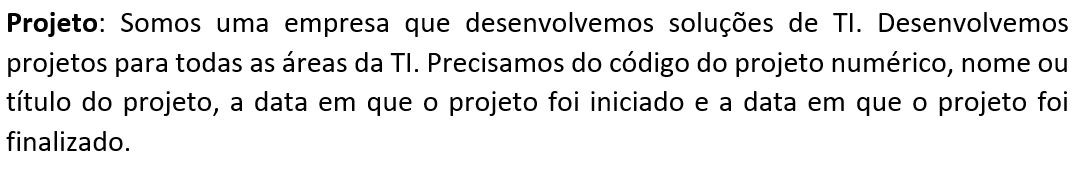 Projeto: Somos uma empresa que desenvolvemos soluções de TI. Desenvolvemos
projetos para todas as áreas da TI. Precisamos do código do projeto numérico, nome ou
título do projeto, a data em que o projeto foi iniciado e a data em que o projeto foi
finalizado.